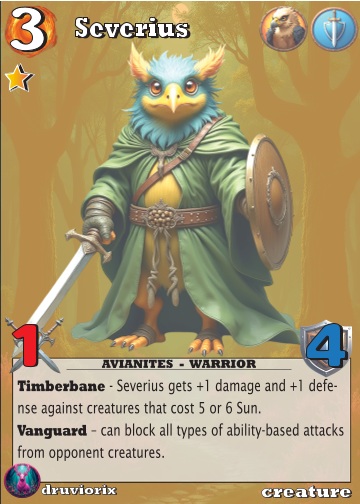 3 Severius
1 4
AVIANITES - WARRIOR
Timberbane - Severius gets +1 damage and +1 defe-
nse against creatures that cost 5 or 6 Sun.
Vanguard - can block all types of ability-based attacks
from opponent creatures.
druviorix creature